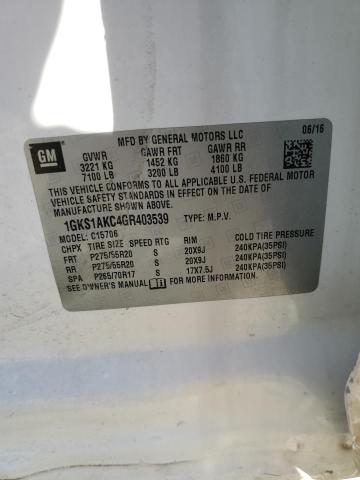 GM
MFD BY GENERAL MOTORS LLC 06/16
GVWR GAWR FRT GAWR RR
3221 KG 1452 KG 1860 KG
7100 LB 3200 LB 4100 LB
THIS VEHICLE CONFORMS TO ALL APPLICABLE U.S. FEDERAL MOTOR
VEHICLE SAFETY AND THEFT PREVENTION STANDARDS IN EFFECT ON THE DATE OF
MANUFACTURE SHOWN ABOVE.
1GKS1AKC4GR403539 TYPE: M.P.V.
MODEL: C15706
CHPX TIRE SIZE SPEED RTG RIM COLD TIRE PRESSURE
FRT P275/55R20 S 20X9J 240KPA(35PSI)
RR P275/55R20 S 20X9J 240KPA(35PSI)
SPA P265/70R17 S 17X7.5J 240KPA(35PSI)
SEE OWNER'S MANUAL FOR MORE INFORMATION.